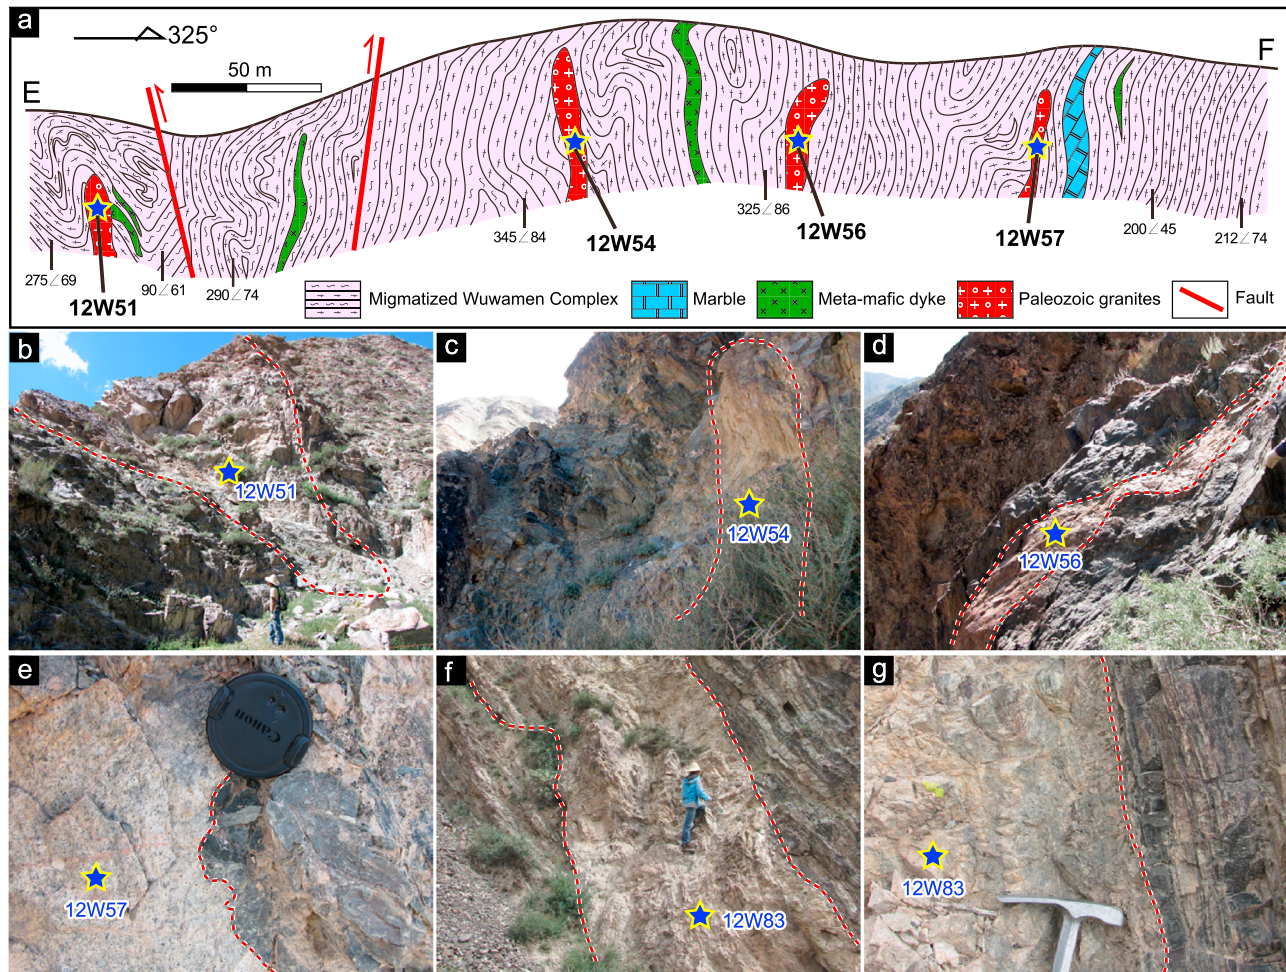 a
325°
50 m
E
F
275∠69
90∠61
290∠74
345∠84
325∠86
200∠45
212∠74
12W51
12W54
12W56
12W57
Migmatized Wuwamen Complex
Marble
Meta-mafic dyke
Paleozoic granites
Fault
b
12W51
c
12W54
d
12W56
e
Canon
12W57
f
12W83
g
12W83